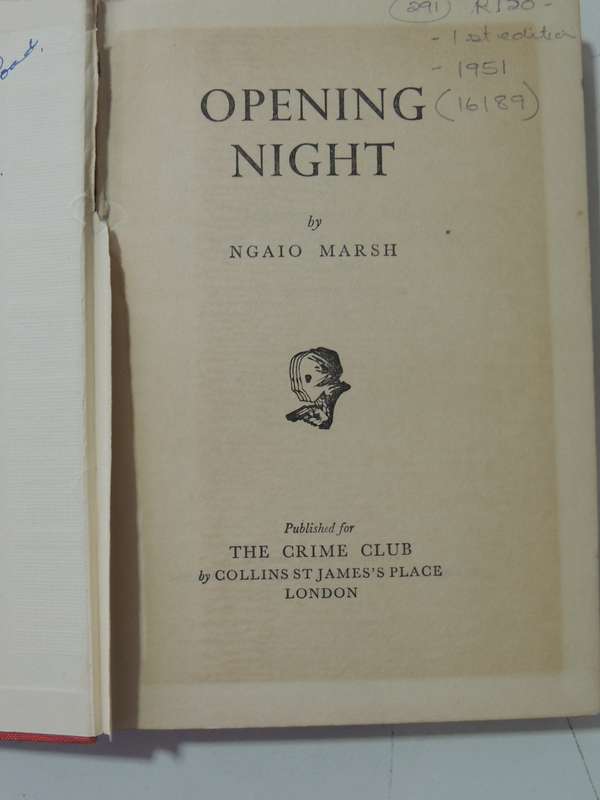 (291) R120-
- 1st edition
- 1951
(16189)
oad,
OPENING
NIGHT
by
NGAIO MARSH
Published for
THE CRIME CLUB
by COLLINS ST JAMES'S PLACE
LONDON